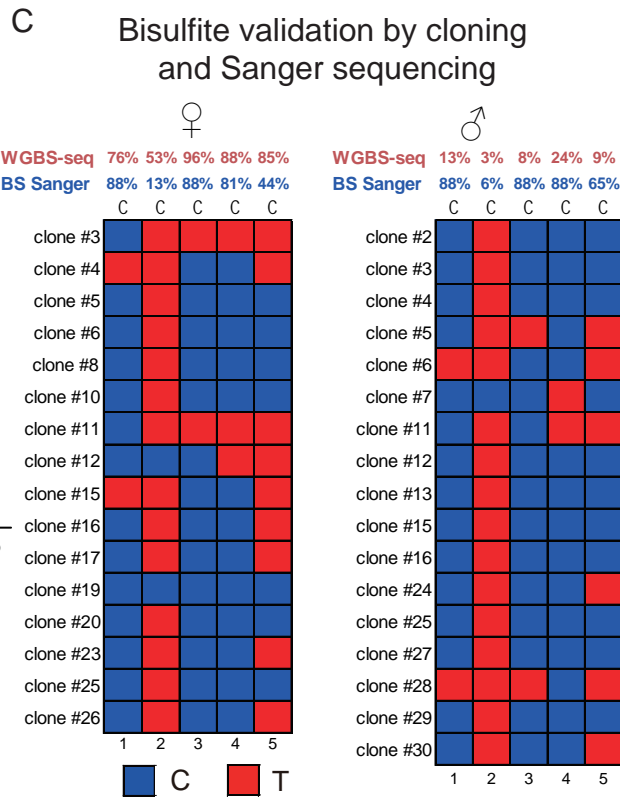 C
Bisulfite validation by cloning
and Sanger sequencing
♀
WGBS-seq 76% 53% 96% 88% 85%
BS Sanger 88% 13% 88% 81% 44%
C C C C C
clone #3
clone #4
clone #5
clone #6
clone #8
clone #10
clone #11
clone #12
clone #15
clone #16
clone #17
clone #19
clone #20
clone #23
clone #25
clone #26
1 2 3 4 5
♂
WGBS-seq 13% 3% 8% 24% 9%
BS Sanger 88% 6% 88% 88% 65%
C C C C C
clone #2
clone #3
clone #4
clone #5
clone #6
clone #7
clone #11
clone #12
clone #13
clone #15
clone #16
clone #24
clone #25
clone #27
clone #28
clone #29
clone #30
1 2 3 4 5
C T